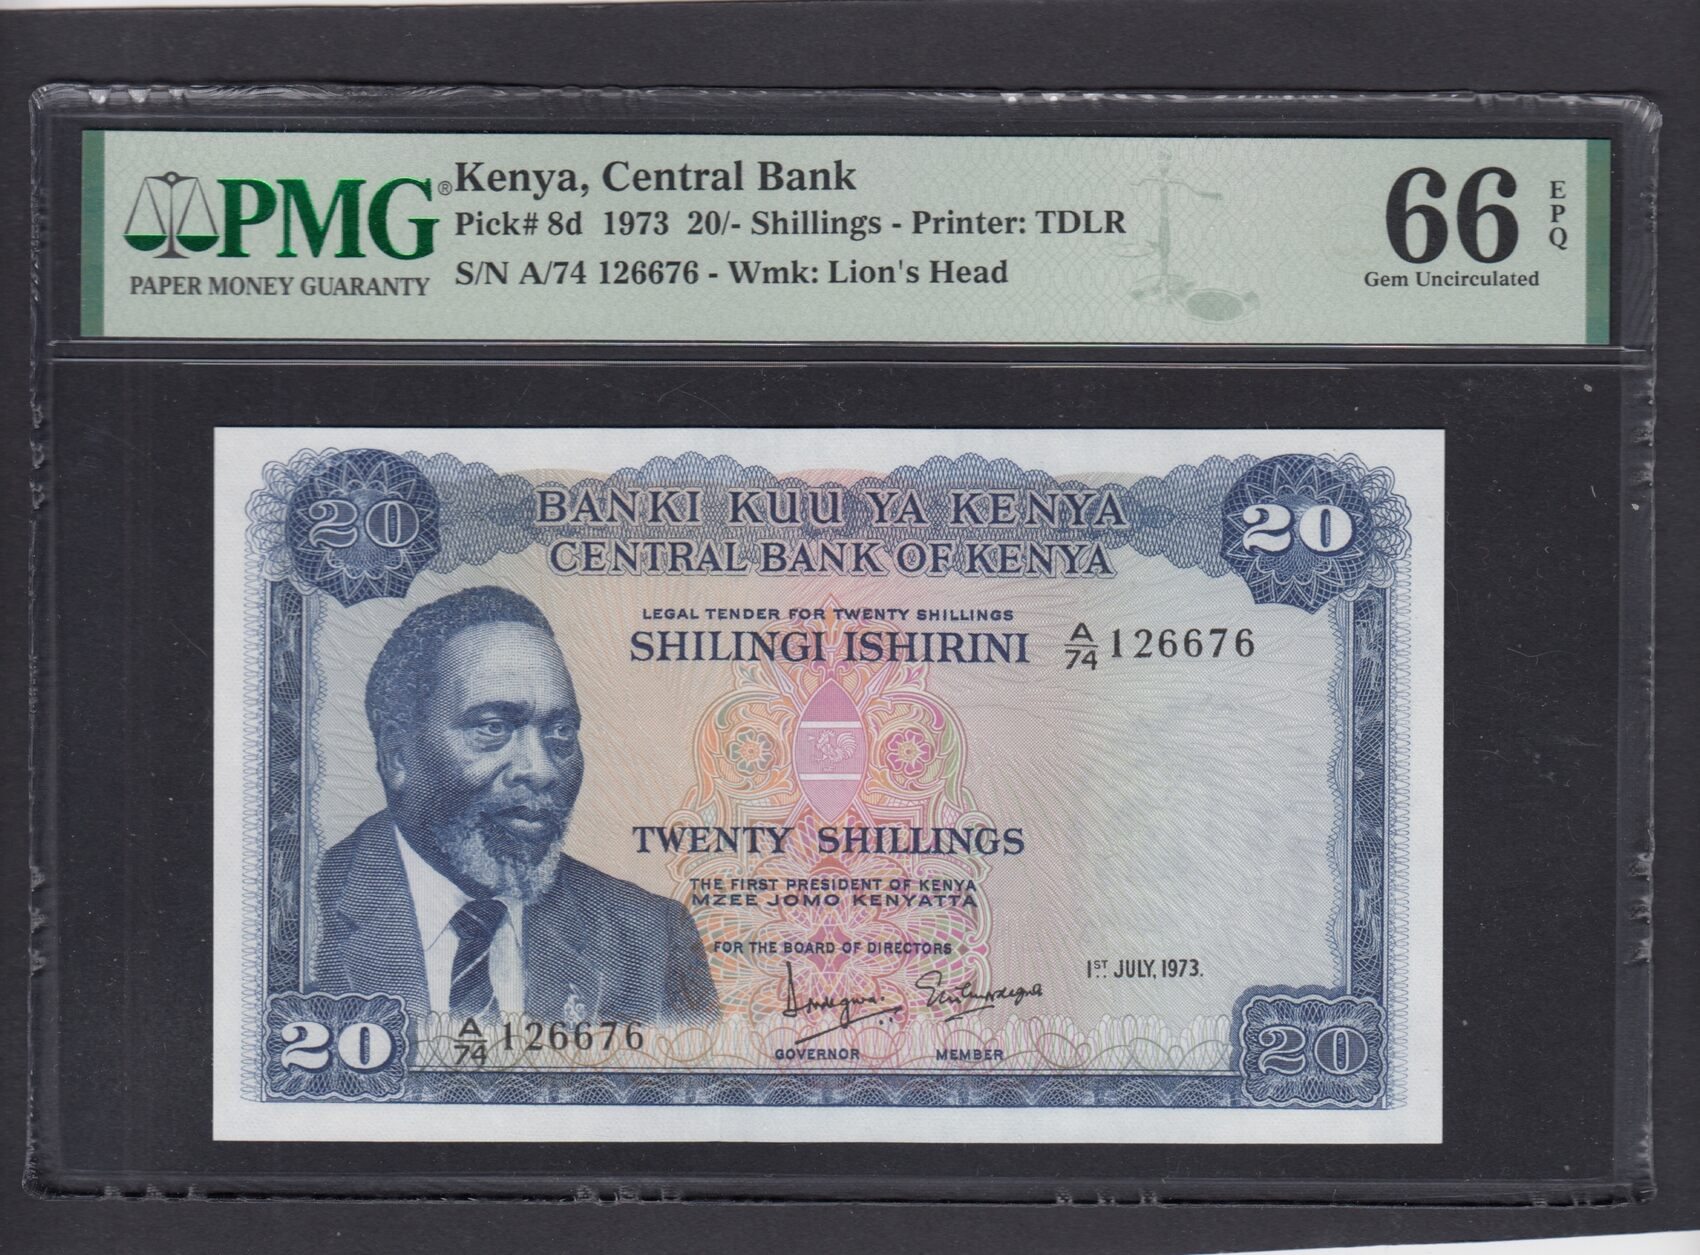 PMG®
PAPER MONEY GUARANTY
Kenya, Central Bank
Pick# 8d 1973 20/- Shillings - Printer: TDLR
S/N A/74 126676 - Wmk: Lion's Head
66 EPQ
Gem Uncirculated
20 20
BANKI KUU YA KENYA
CENTRAL BANK OF KENYA
LEGAL TENDER FOR TWENTY SHILLINGS
SHILINGI ISHIRINI A/74 126676
TWENTY SHILLINGS
THE FIRST PRESIDENT OF KENYA
MZEE JOMO KENYATTA
FOR THE BOARD OF DIRECTORS
1ST JULY, 1973.
20 A/74 126676 20
GOVERNOR MEMBER